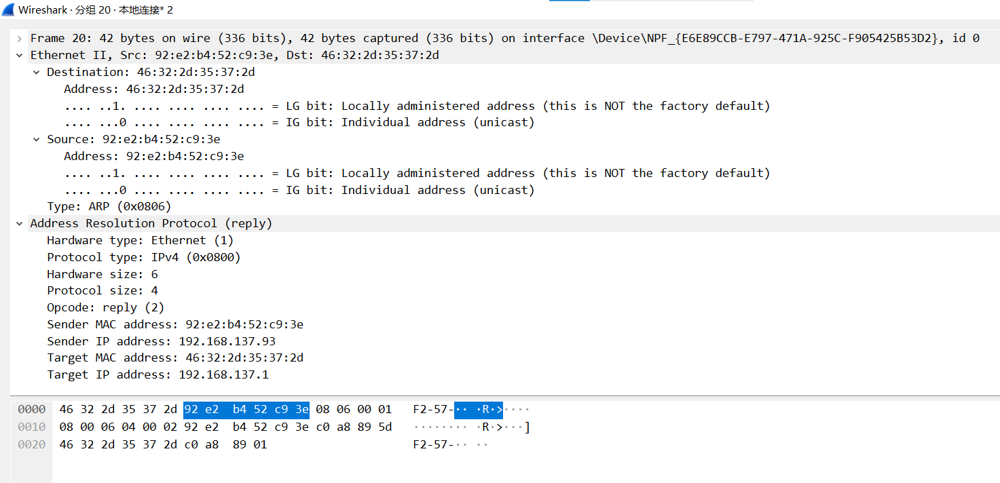 Wireshark · 分组 20 · 本地连接* 2
Frame 20: 42 bytes on wire (336 bits), 42 bytes captured (336 bits) on interface \Device\NPF_{E6E89CCB-E797-471A-925C-F905425B53D2}, id 0
Ethernet II, Src: 92:e2:b4:52:c9:3e, Dst: 46:32:2d:35:37:2d
Destination: 46:32:2d:35:37:2d
Address: 46:32:2d:35:37:2d
.... ..1. .... .... .... .... = LG bit: Locally administered address (this is NOT the factory default)
.... ...0 .... .... .... .... = IG bit: Individual address (unicast)
Source: 92:e2:b4:52:c9:3e
Address: 92:e2:b4:52:c9:3e
.... ..1. .... .... .... .... = LG bit: Locally administered address (this is NOT the factory default)
.... ...0 .... .... .... .... = IG bit: Individual address (unicast)
Type: ARP (0x0806)
Address Resolution Protocol (reply)
Hardware type: Ethernet (1)
Protocol type: IPv4 (0x0800)
Hardware size: 6
Protocol size: 4
Opcode: reply (2)
Sender MAC address: 92:e2:b4:52:c9:3e
Sender IP address: 192.168.137.93
Target MAC address: 46:32:2d:35:37:2d
Target IP address: 192.168.137.1
0000 46 32 2d 35 37 2d 92 e2 b4 52 c9 3e 08 06 00 01 F2-57-·· ·R·>····
0010 08 00 06 04 00 02 92 e2 b4 52 c9 3e c0 a8 89 5d ········ ·R·>···]
0020 46 32 2d 35 37 2d c0 a8 89 01 F2-57-·· ··